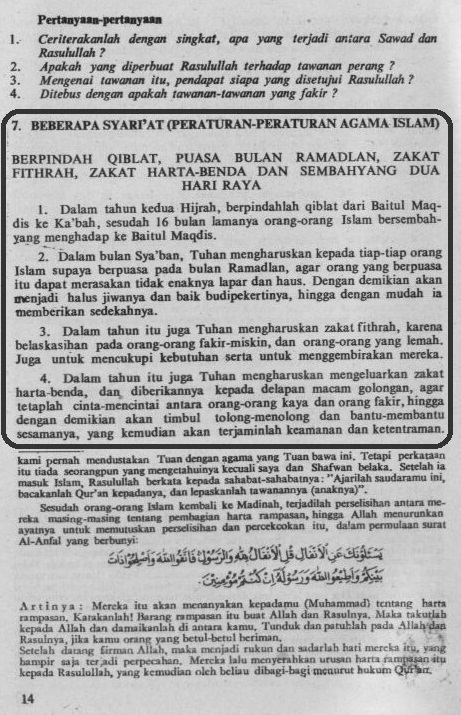 Pertanyaan-pertanyaan
1. Ceriterakanlah dengan singkat, apa yang terjadi antara Sawad dan
Rasulullah ?
2. Apakah yang diperbuat Rasulullah terhadap tawanan perang ?
3. Mengenai tawanan itu, pendapat siapa yang disetujui Rasulullah ?
4. Ditebus dengan apakah tawanan-tawanan yang fakir ?
7. BEBERAPA SYARI'AT (PERATURAN-PERATURAN AGAMA ISLAM)
BERPINDAH QIBLAT, PUASA BULAN RAMADLAN, ZAKAT
FITHRAH, ZAKAT HARTA-BENDA DAN SEMBAHYANG DUA
HARI RAYA
1. Dalam tahun kedua Hijrah, berpindahlah qiblat dari Baitul Maq-
dis ke Ka'bah, sesudah 16 bulan lamanya orang-orang Islam bersembah-
yang menghadap ke Baitul Maqdis.
2. Dalam bulan Sya'ban, Tuhan mengharuskan kepada tiap-tiap orang
Islam supaya berpuasa pada bulan Ramadlan, agar orang yang berpuasa
itu dapat merasakan tidak enaknya lapar dan haus. Dengan demikian akan
menjadi halus jiwanya dan baik budipekertinya, hingga dengan mudah ia
memberikan sedekahnya.
3. Dalam tahun itu juga Tuhan mengharuskan zakat fithrah, karena
belaskasihan pada orang-orang fakir-miskin, dan orang-orang yang lemah.
Juga untuk mencukupi kebutuhan serta untuk menggembirakan mereka.
4. Dalam tahun itu juga Tuhan mengharuskan mengeluarkan zakat
harta-benda, dan diberikannya kepada delapan macam golongan, agar
tetaplah cinta-mencintai antara orang-orang kaya dan orang fakir, hingga
dengan demikian akan timbul tolong-menolong dan bantu-membantu
sesamanya, yang kemudian akan terjaminlah keamanan dan ketentraman.
kami pernah mendustakan Tuan dengan agama yang Tuan bawa ini. Tetapi perkataan
itu tiada seorangpun yang mengetahuinya kecuali saya dan Shafwan belaka. Setelah ia
masuk Islam, Rasulullah berkata kepada sahabat-sahabatnya : "Ajarilah saudaramu ini,
bacakanlah Qur'an kepadanya, dan lepaskanlah tawanannya (anaknya)".
Sesudah orang-orang Islam kembali ke Madinah, terjadilah perselisihan antara me-
reka masing-masing tentang pembagian harta rampasan, hingga Allah menurunkan
ayatnya untuk memutuskan perselisihan dan percekcokan itu, dalam permulaan surat
Al-Anfal yang berbunyi:
يَسْئَلُوْنَكَ عَنِ الْاَنْفَالِ قُلِ الْاَنْفَالُ لِلّٰهِ وَالرَّسُوْلِ فَاتَّقُوا اللهَ وَاَصْلِحُوْا ذَاتَ
بَيْنِكُمْ وَاَطِيْعُوا اللهَ وَرَسُوْلَهُ اِنْ كُنْتُمْ مُؤْمِنِيْنَ.
Artinya : Mereka itu akan menanyakan kepadamu (Muhammad) tentang harta
rampasan. Katakanlah! Barang rampasan itu buat Allah dan Rasulnya. Maka takutlah
kepada Allah dan damaikanlah di antara kamu. Tunduk dan patuhlah pada Allah dan
Rasulnya, jika kamu orang yang betul-betul beriman.
Setelah datang firman Allah, maka menjadi rukun dan sadarlah hati mereka itu, yang
hampir saja terjadi perpecahan. Mereka lalu menyerahkan urusan harta rampasan itu
kepada Rasulullah, yang kemudian oleh beliau dibagi-bagi menurut hukum Qur'an.
14